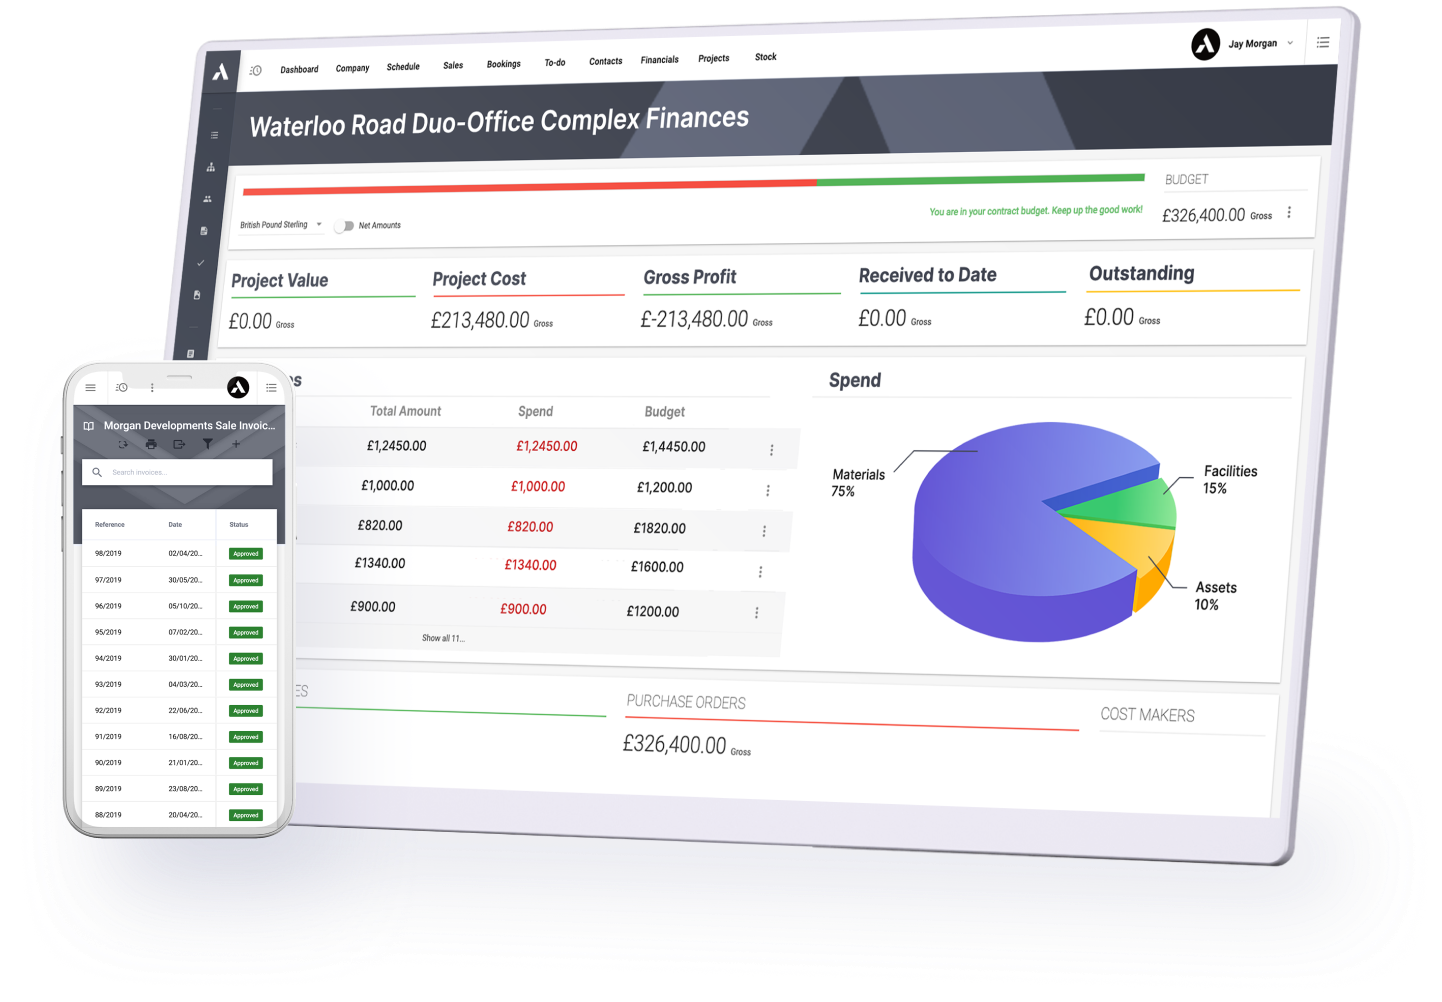 Dashboard Company Schedule Sales Bookings To-do Contacts Financials Projects Stock
Jay Morgan
Waterloo Road Duo-Office Complex Finances
BUDGET
£326,400.00 Gross
You are in your contract budget. Keep up the good work!
British Pound Sterling
Net Amounts
Project Value Project Cost Gross Profit Received to Date Outstanding
£0.00 Gross £213,480.00 Gross £-213,480.00 Gross £0.00 Gross £0.00 Gross
es
Total Amount Spend Budget
£1,2450.00 £1,2450.00 £1,4450.00
£1,000.00 £1,000.00 £1,200.00
£820.00 £820.00 £1820.00
£1340.00 £1340.00 £1600.00
£900.00 £900.00 £1200.00
Show all 11...
Spend
Materials
75%
Facilities
15%
Assets
10%
ES
PURCHASE ORDERS
£326,400.00 Gross
COST MAKERS
Morgan Developments Sale Invoic...
Search invoices...
Reference Date Status
98/2019 02/04/20... Approved
97/2019 30/05/20... Approved
96/2019 05/10/20... Approved
95/2019 07/02/20... Approved
94/2019 30/01/20... Approved
93/2019 04/03/20... Approved
92/2019 22/06/20... Approved
91/2019 16/08/20... Approved
90/2019 21/01/20... Approved
89/2019 23/08/20... Approved
88/2019 20/04/20... Approved